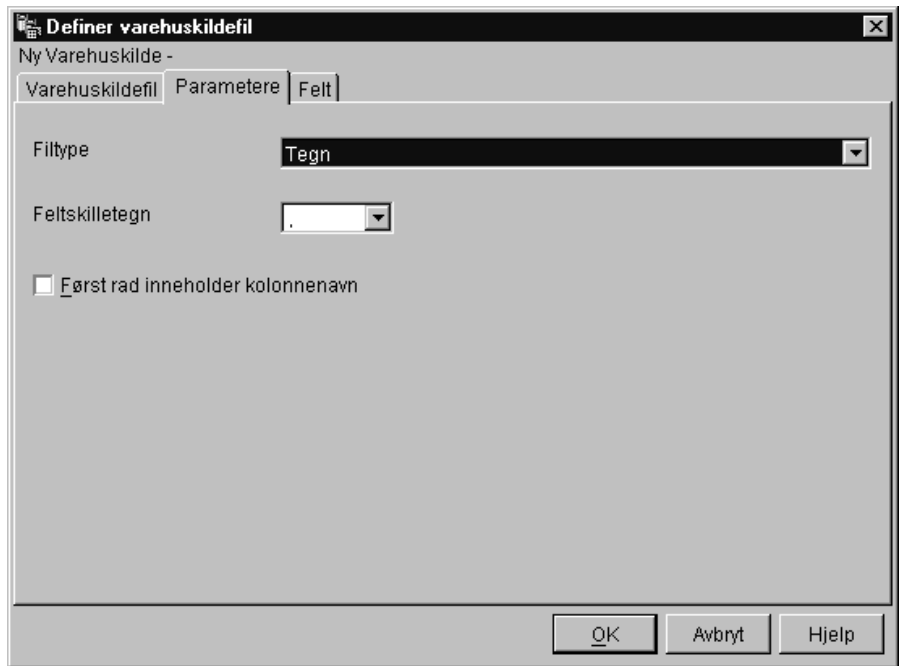 Definer varehuskildefil
Ny Varehuskilde -
Varehuskildefil Parametere Felt
Filtype Tegn
Feltskilletegn ,
Først rad inneholder kolonnenavn
OK Avbryt Hjelp